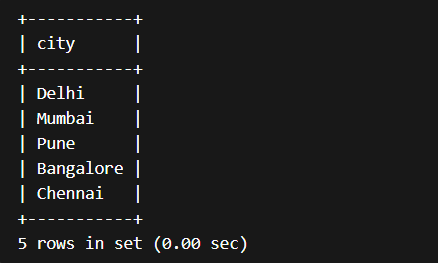 +-----------+
| city      |
+-----------+
| Delhi     |
| Mumbai    |
| Pune      |
| Bangalore |
| Chennai   |
+-----------+
5 rows in set (0.00 sec)